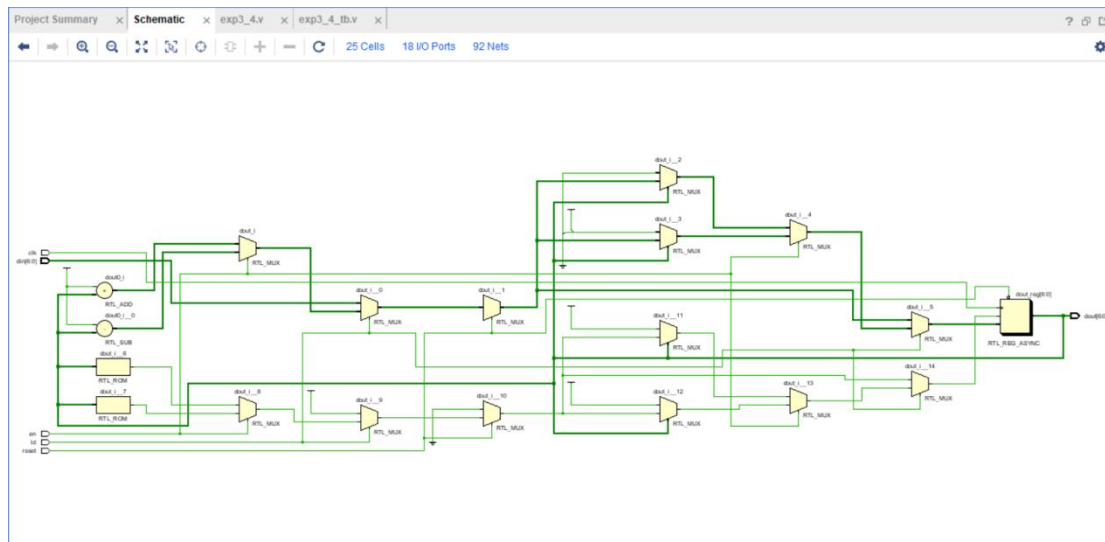 Project Summary × Schematic × exp3_4.v × exp3_4_tb.v ×
25 Cells 18 I/O Ports 92 Nets
dout_i__2
RTL_MUX
dout_i
dout_i__3
dout_i__4
RTL_MUX
RTL_MUX
RTL_MUX
clk
din[6:0]
dout0_i
RTL_ADD
dout_i__0
dout_i__1
dout_reg[6:0]
dout_i__5
dout[6:0]
dout0_i__0
RTL_MUX
RTL_MUX
dout_i__11
RTL_MUX
RTL_REG_ASYNC
RTL_SUB
dout_i__6
RTL_MUX
RTL_ROM
dout_i__14
dout_i__7
dout_i__8
dout_i__9
dout_i__10
dout_i__12
dout_i__13
RTL_MUX
RTL_ROM
RTL_MUX
RTL_MUX
RTL_MUX
RTL_MUX
RTL_MUX
en
ld
reset